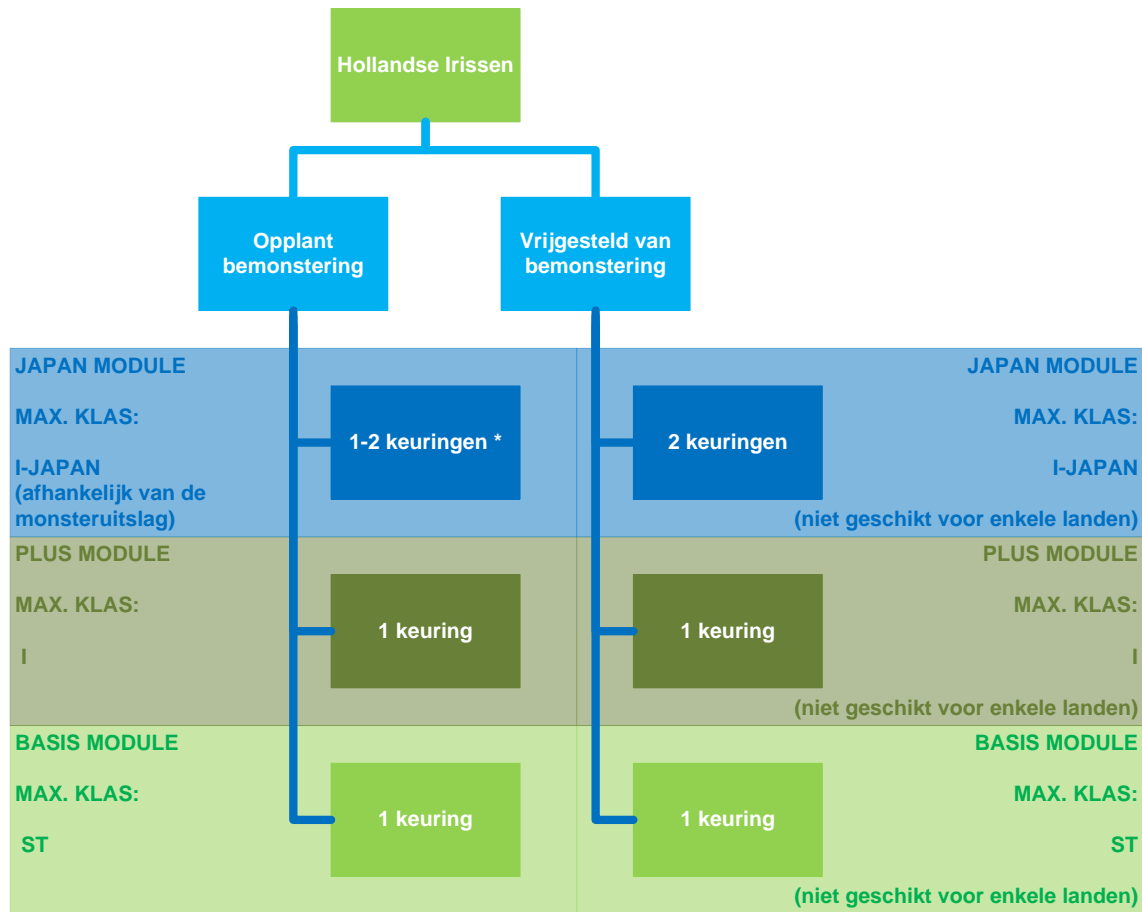 Hollandse Irissen
Opplant
bemonstering
Vrijgesteld van
bemonstering
JAPAN MODULE
MAX. KLAS:
I-JAPAN
(afhankelijk van de
monsteruitslag)
1-2 keuringen *
2 keuringen
JAPAN MODULE
MAX. KLAS:
I-JAPAN
(niet geschikt voor enkele landen)
PLUS MODULE
MAX. KLAS:
I
1 keuring
1 keuring
PLUS MODULE
MAX. KLAS:
I
(niet geschikt voor enkele landen)
BASIS MODULE
MAX. KLAS:
ST
1 keuring
1 keuring
BASIS MODULE
MAX. KLAS:
ST
(niet geschikt voor enkele landen)